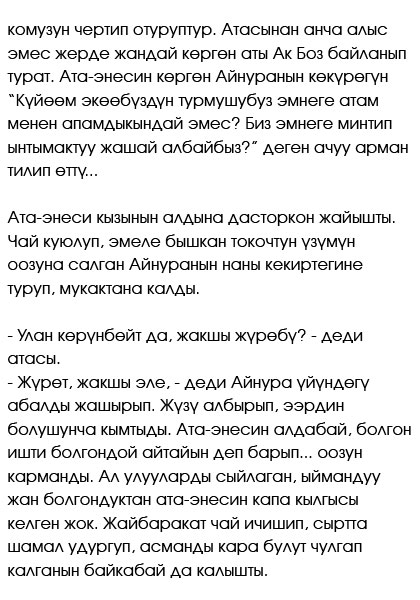 комузун чертип отуруптур. Атасынан анча алыс
эмес жерде жандай көргөн аты Ак Боз байланып
турат. Ата-энесин көргөн Айнуранын көкүрөгүн
“Күйөөм экөөбүздүн турмушубуз эмнеге атам
менен апамдыкындай эмес? Биз эмнеге минтип
ынтымактуу жашай албайбыз?” деген ачуу арман
тилип өттү...
Ата-энеси кызынын алдына дасторкон жайышты.
Чай куюлуп, эмеле бышкан токочтун үзүмүн
оозуна салган Айнуранын наны кекиртегине
туруп, мукактана калды.
- Улан көрүнбөйт да, жакшы жүрөбү? - деди
атасы.
- Жүрөт, жакшы эле, - деди Айнура үйүндөгү
абалды жашырып. Жүзү албырып, ээрдин
болушунча кымтыды. Ата-энесин алдабай, болгон
ишти болгондой айтайын деп барып... оозун
карманды. Ал улууларды сыйлаган, ыймандуу
жан болгондуктан ата-энесин капа кылгысы
келген жок. Жайбаракат чай ичишип, сыртта
шамал удургуп, асманды кара булут чулгап
калганын байкабай да калышты.